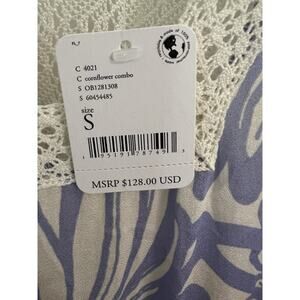 C 4021
C cornflower combo
S OB1281308
S 60454485
size
S
MSRP $128.00 USD